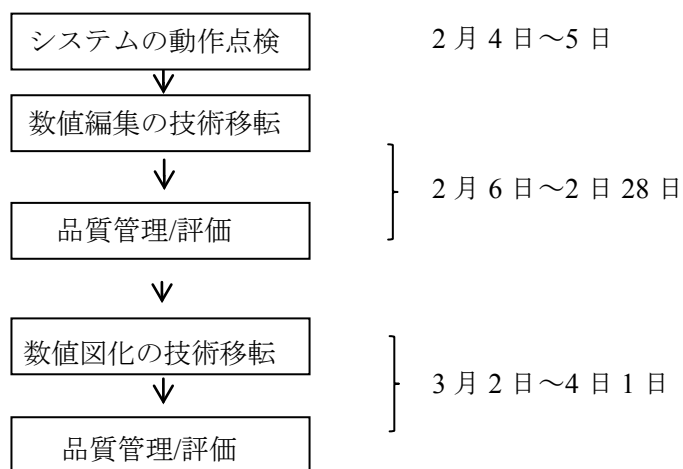 システムの動作点検
2月4日～5日
数値編集の技術移転
2月6日～2日28日
品質管理/評価
数値図化の技術移転
3月2日～4日1日
品質管理/評価